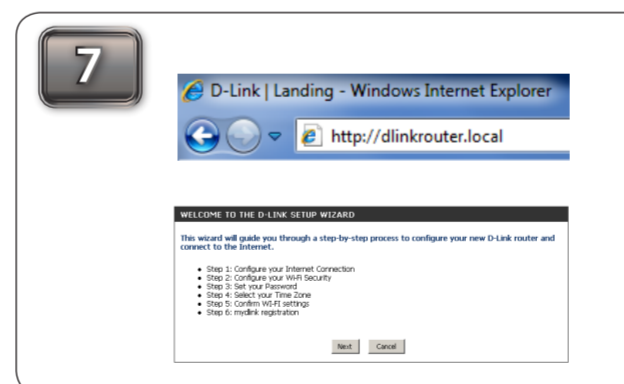 7
D-Link | Landing - Windows Internet Explorer
http://dlinkrouter.local
WELCOME TO THE D-LINK SETUP WIZARD
This wizard will guide you through a step-by-step process to configure your new D-Link router and
connect to the Internet.
• Step 1: Configure your Internet Connection
• Step 2: Configure your Wi-Fi Security
• Step 3: Set your Password
• Step 4: Select your Time Zone
• Step 5: Confirm WI-FI settings
• Step 6: mydlink registration
Next Cancel